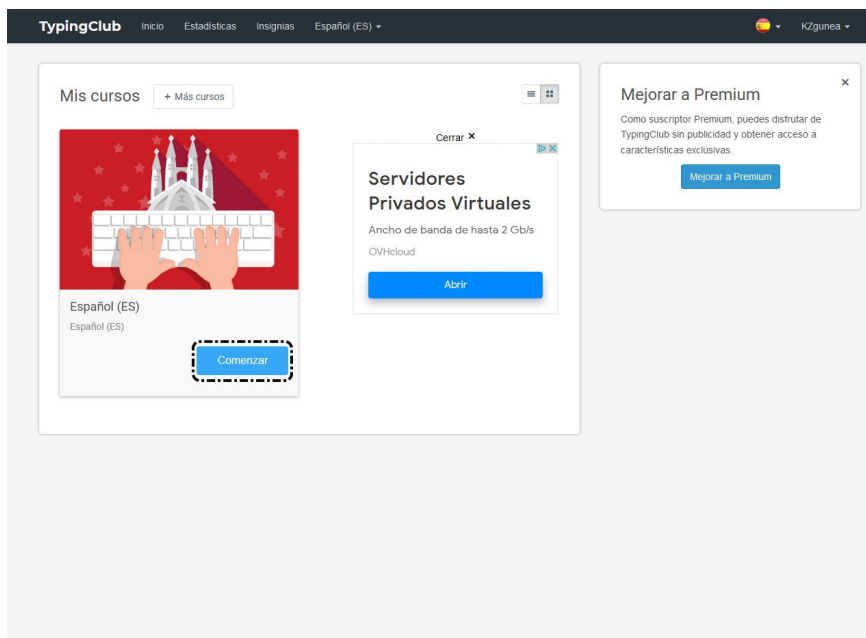 TypingClub Inicio Estadísticas Insignias Español (ES) KZgunea
Mis cursos + Más cursos
Español (ES)
Español (ES)
Comenzar
Cerrar ×
Servidores
Privados Virtuales
Ancho de banda de hasta 2 Gb/s
OVHcloud
Abrir
Mejorar a Premium
Como suscriptor Premium, puedes disfrutar de
TypingClub sin publicidad y obtener acceso a
características exclusivas.
Mejorar a Premium